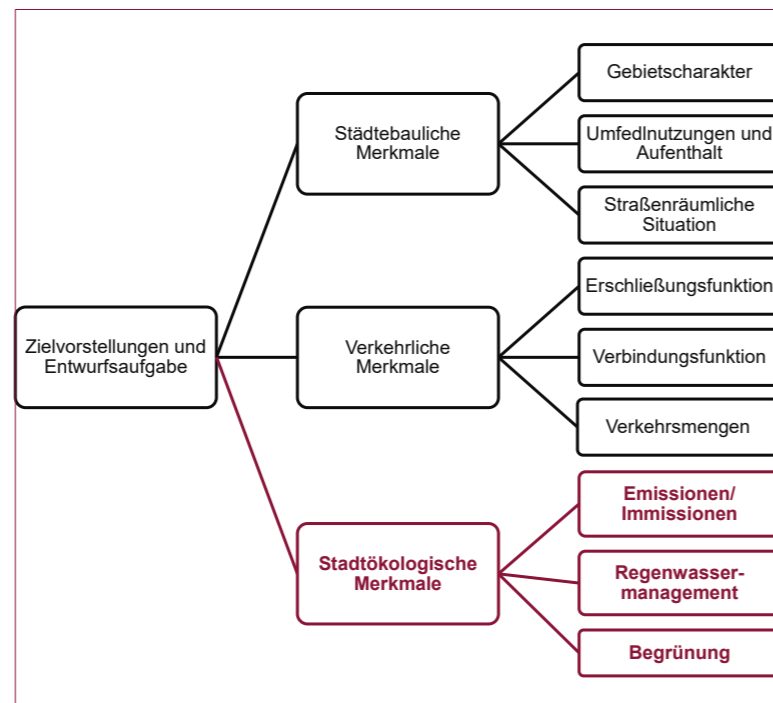 Zielvorstellungen und
Entwurfsaufgabe
Städtebauliche
Merkmale
Gebietscharakter
Umfedlnutzungen und
Aufenthalt
Straßenräumliche
Situation
Verkehrliche
Merkmale
Erschließungsfunktion
Verbindungsfunktion
Verkehrsmengen
Stadtökologische
Merkmale
Emissionen/
Immissionen
Regenwasser-
management
Begrünung